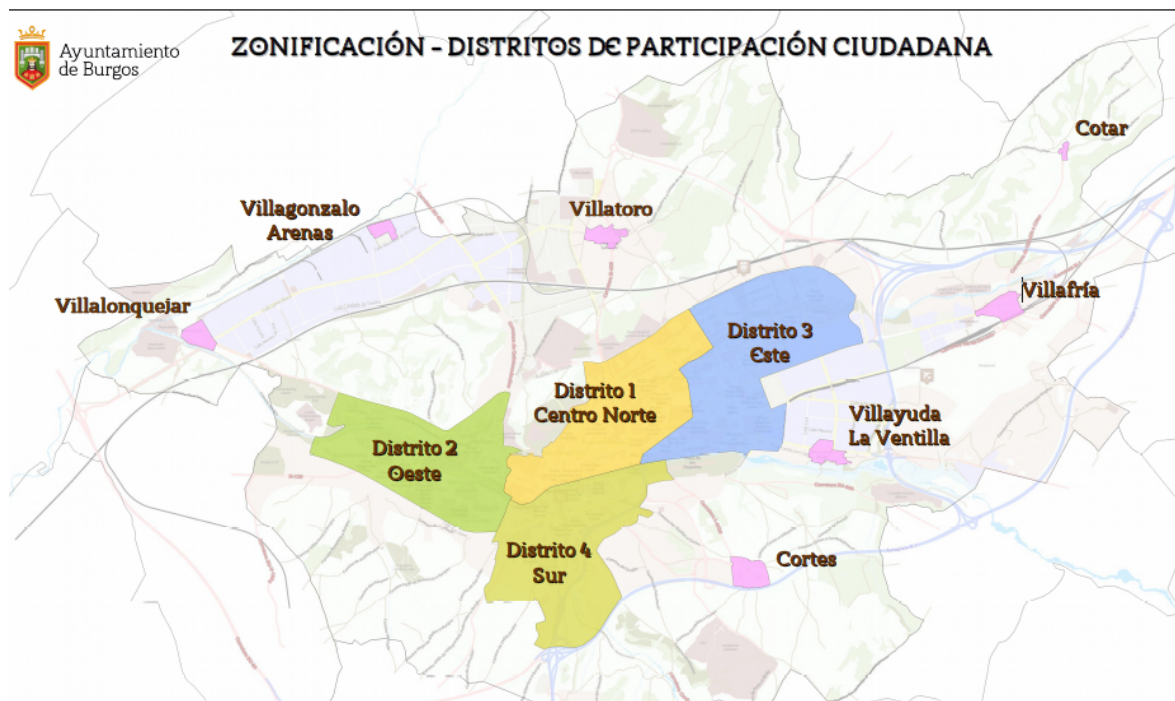 Ayuntamiento
de Burgos
ZONIFICACIÓN - DISTRITOS DE PARTICIPACIÓN CIUDADANA
Cotar
Villagonzalo
Arenas
Villatoro
Villalonquejar
Villafría
Distrito 3
Este
Distrito 1
Centro Norte
Villayuda
La Ventilla
Distrito 2
Oeste
Distrito 4
Sur
Cortes